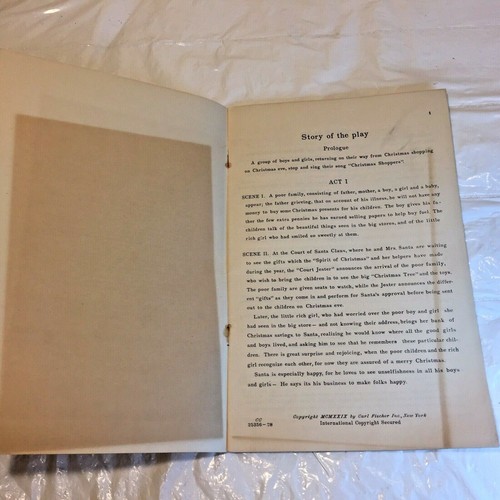 1
Story of the play
Prologue
A group of boys and girls, returning on their way from Christmas shopping
on Christmas eve, stop and sing their song "Christmas Shoppers".
ACT I
SCENE I. A poor family, consisting of father, mother, a boy, a girl and a baby,
appear; the father grieving, that on account of his illness, he will not have any
money to buy some Christmas presents for his children. The boy gives his fa-
ther the few extra pennies he has earned selling papers to help buy fuel. The
children talk of the beautiful things seen in the big stores, and of the little
rich girl who had smiled so sweetly at them.
SCENE II. At the Court of Santa Claus, where he and Mrs. Santa are waiting
to see the gifts which the "Spirit of Christmas" and her helpers have made
during the year, the "Court Jester" announces the arrival of the poor family,
who wish to bring the children in to see the big "Christmas Tree" and the toys.
The poor family are given seats to watch, while the Jester announces the differ-
ent "gifts" as they come in and perform for Santa's approval before being sent
out to the children on Christmas eve.
Later, the little rich girl, who had worried over the poor boy and girl she
had seen in the big store— and not knowing their address, brings her bank of
Christmas savings to Santa, realizing he would know where all the good girls
and boys lived, and asking him to see that he remembers these particular chil-
dren. There is great surprise and rejoicing, when the poor children and the rich
girl recognize each other, for now they are assured of a merry Christmas.
Santa is especially happy, for he loves to see unselfishness in all his boys
and girls— He says its his business to make folks happy.
Copyright MCMXXIX by Carl Fischer Inc., New York
International Copyright Secured